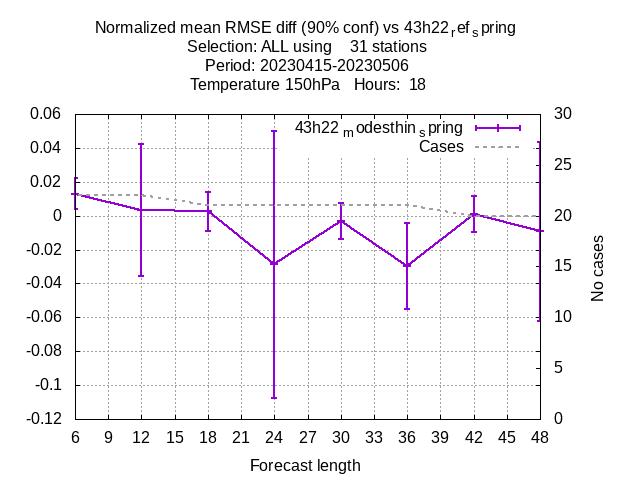 Normalized mean RMSE diff (90% conf) vs 43h22refspring
Selection: ALL using 31 stations
Period: 20230415-20230506
Temperature 150hPa Hours: 18
43h22modesthinspring
Cases
0.06
0.04
0.02
0
-0.02
-0.04
-0.06
-0.08
-0.1
-0.12
30
25
20
15
10
5
0
No cases
6 9 12 15 18 21 24 27 30 33 36 39 42 45 48
Forecast length